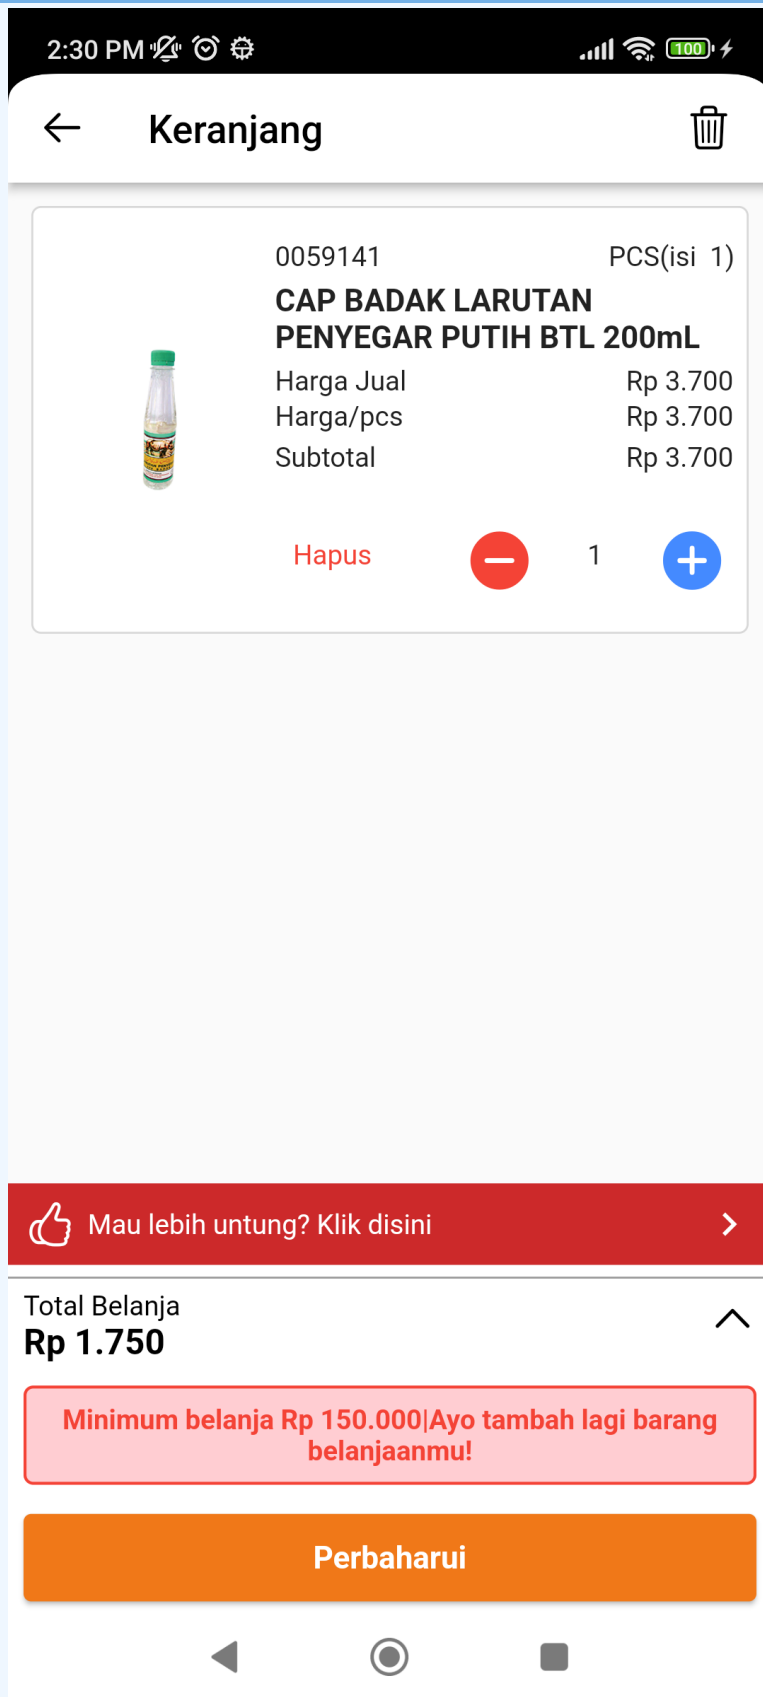 2:30 PM
100
Keranjang
0059141 PCS(isi 1)
CAP BADAK LARUTAN
PENYEGAR PUTIH BTL 200mL
Harga Jual Rp 3.700
Harga/pcs Rp 3.700
Subtotal Rp 3.700
Hapus 1
Mau lebih untung? Klik disini
Total Belanja
Rp 1.750
Minimum belanja Rp 150.000|Ayo tambah lagi barang
belanjaanmu!
Perbaharui